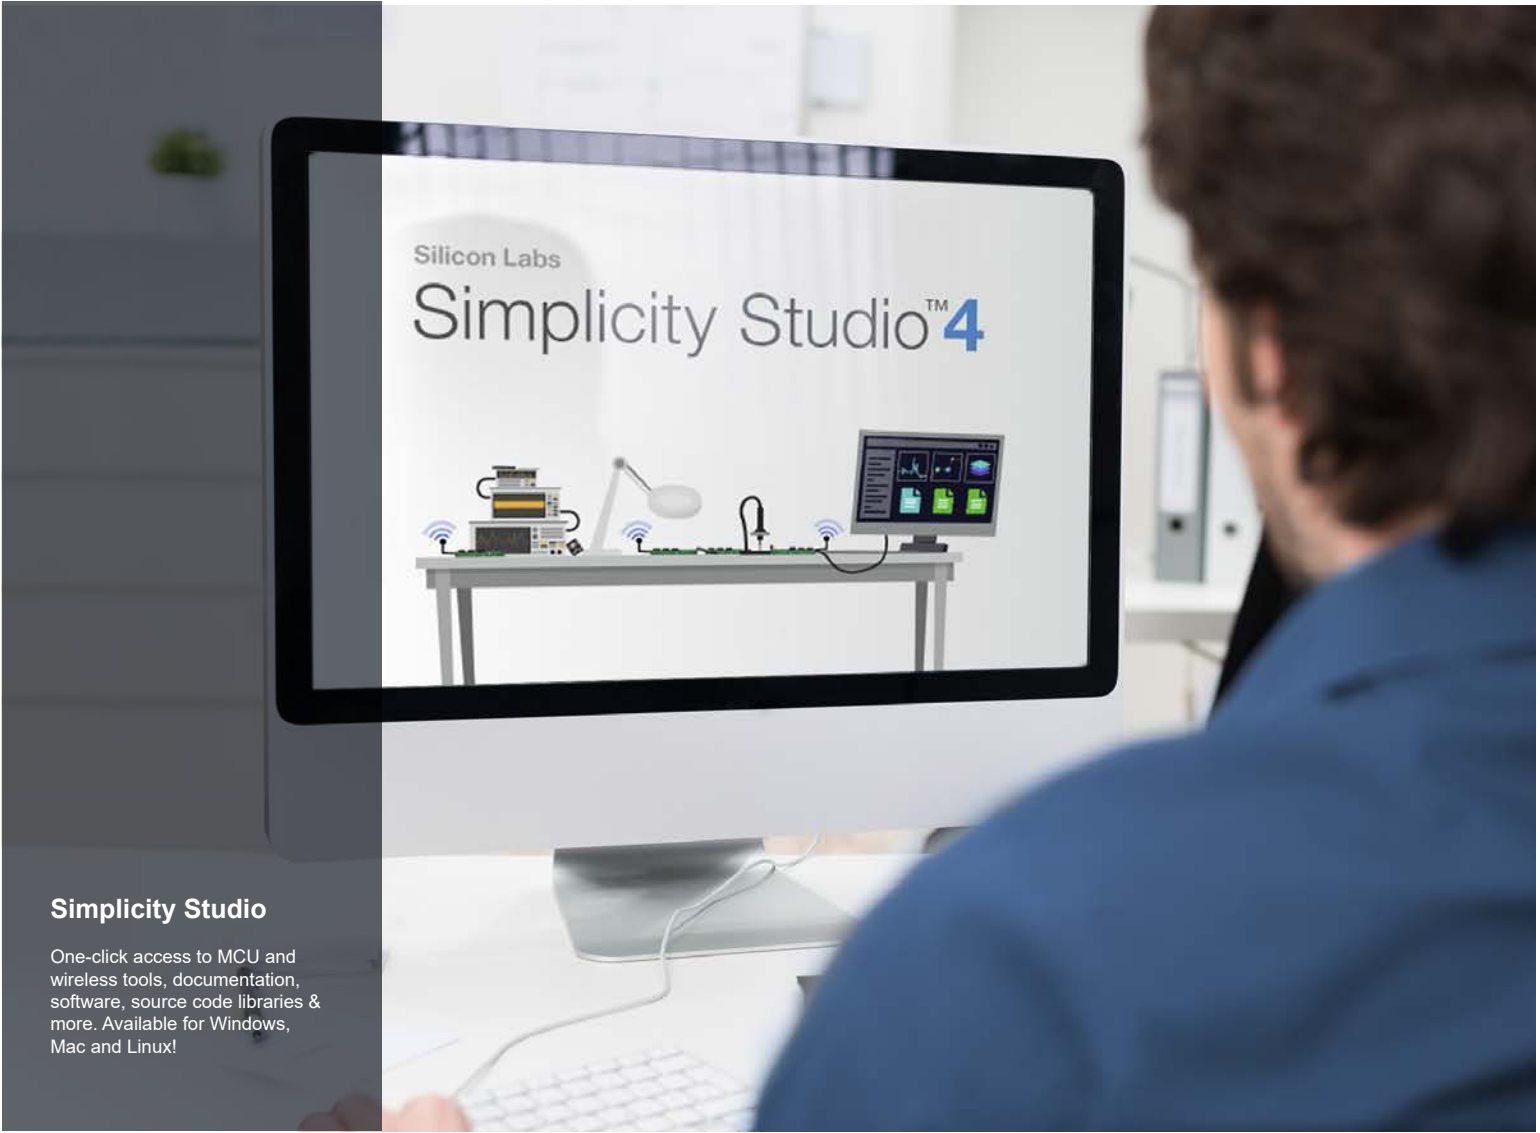 Silicon Labs
Simplicity Studio™4
Simplicity Studio
One-click access to MCU and
wireless tools, documentation,
software, source code libraries &
more. Available for Windows,
Mac and Linux!